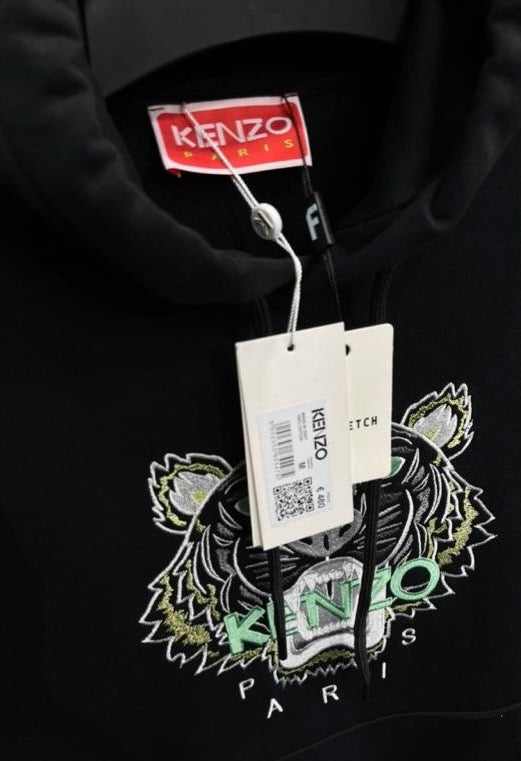 KENZO
PARIS
F
ETCH
KENZO
M
€ 480
KENZO
PARIS